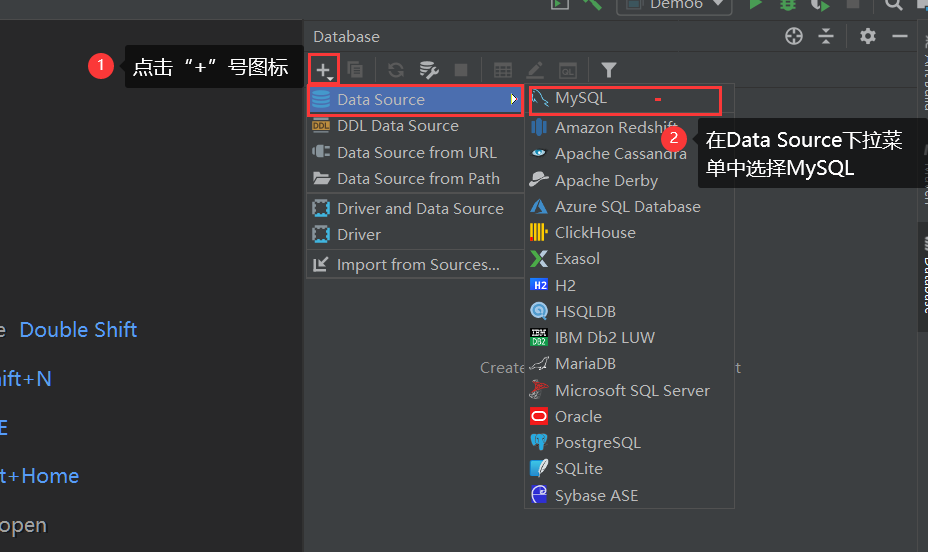 Demo6
Database
1
点击“+”号图标
Data Source
DDL Data Source
Data Source from URL
Data Source from Path
Driver and Data Source
Driver
Import from Sources...
MySQL
Amazon Redshift
Apache Cassandra
Apache Derby
Azure SQL Database
ClickHouse
Exasol
H2
HSQLDB
IBM Db2 LUW
MariaDB
Microsoft SQL Server
Oracle
PostgreSQL
SQLite
Sybase ASE
2
在Data Source下拉菜
单中选择MySQL
Create
Double Shift
ift+N
E
t+Home
open
Database